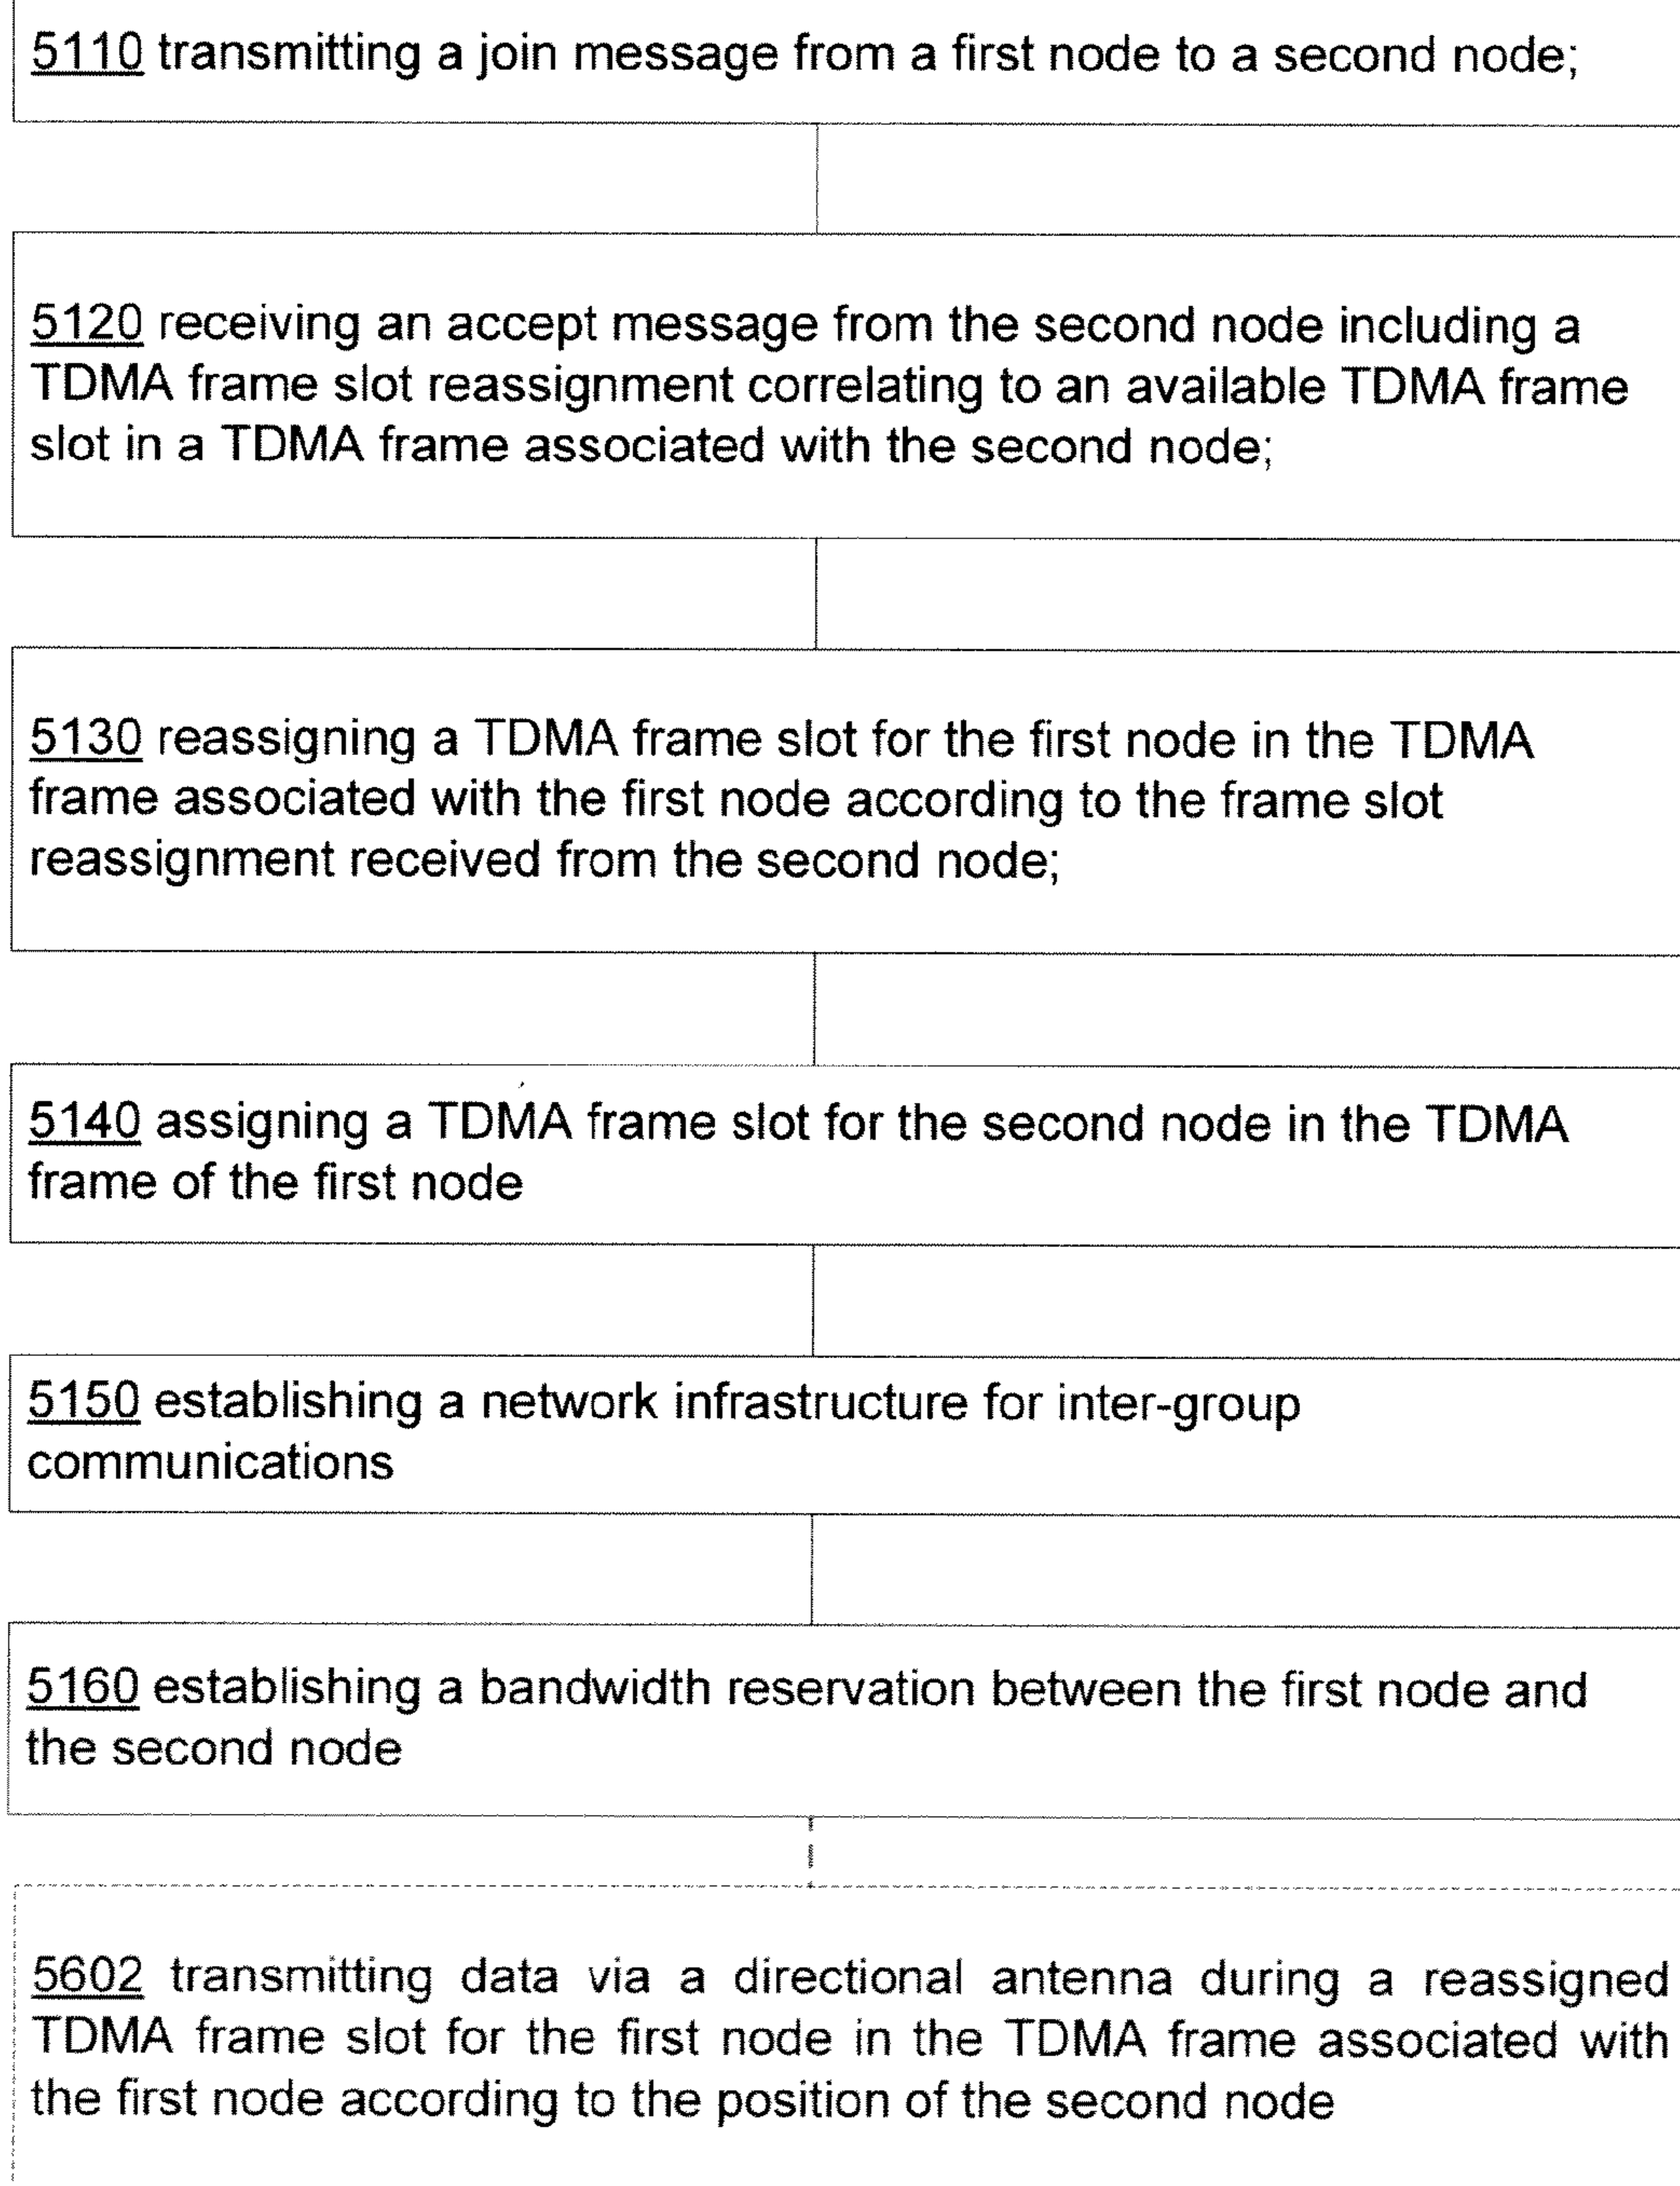 5110 transmitting a join message from a first node to a second node;
5120 receiving an accept message from the second node including a
TDMA frame slot reassignment correlating to an available TDMA frame
slot in a TDMA frame associated with the second node;
5130 reassigning a TDMA frame slot for the first node in the TDMA
frame associated with the first node according to the frame slot
reassignment received from the second node;
5140 assigning a TDMA frame slot for the second node in the TDMA
frame of the first node
5150 establishing a network infrastructure for inter-group
communications
5160 establishing a bandwidth reservation between the first node and
the second node
5602 transmitting data via a directional antenna during a reassigned
TDMA frame slot for the first node in the TDMA frame associated with
the first node according to the position of the second node